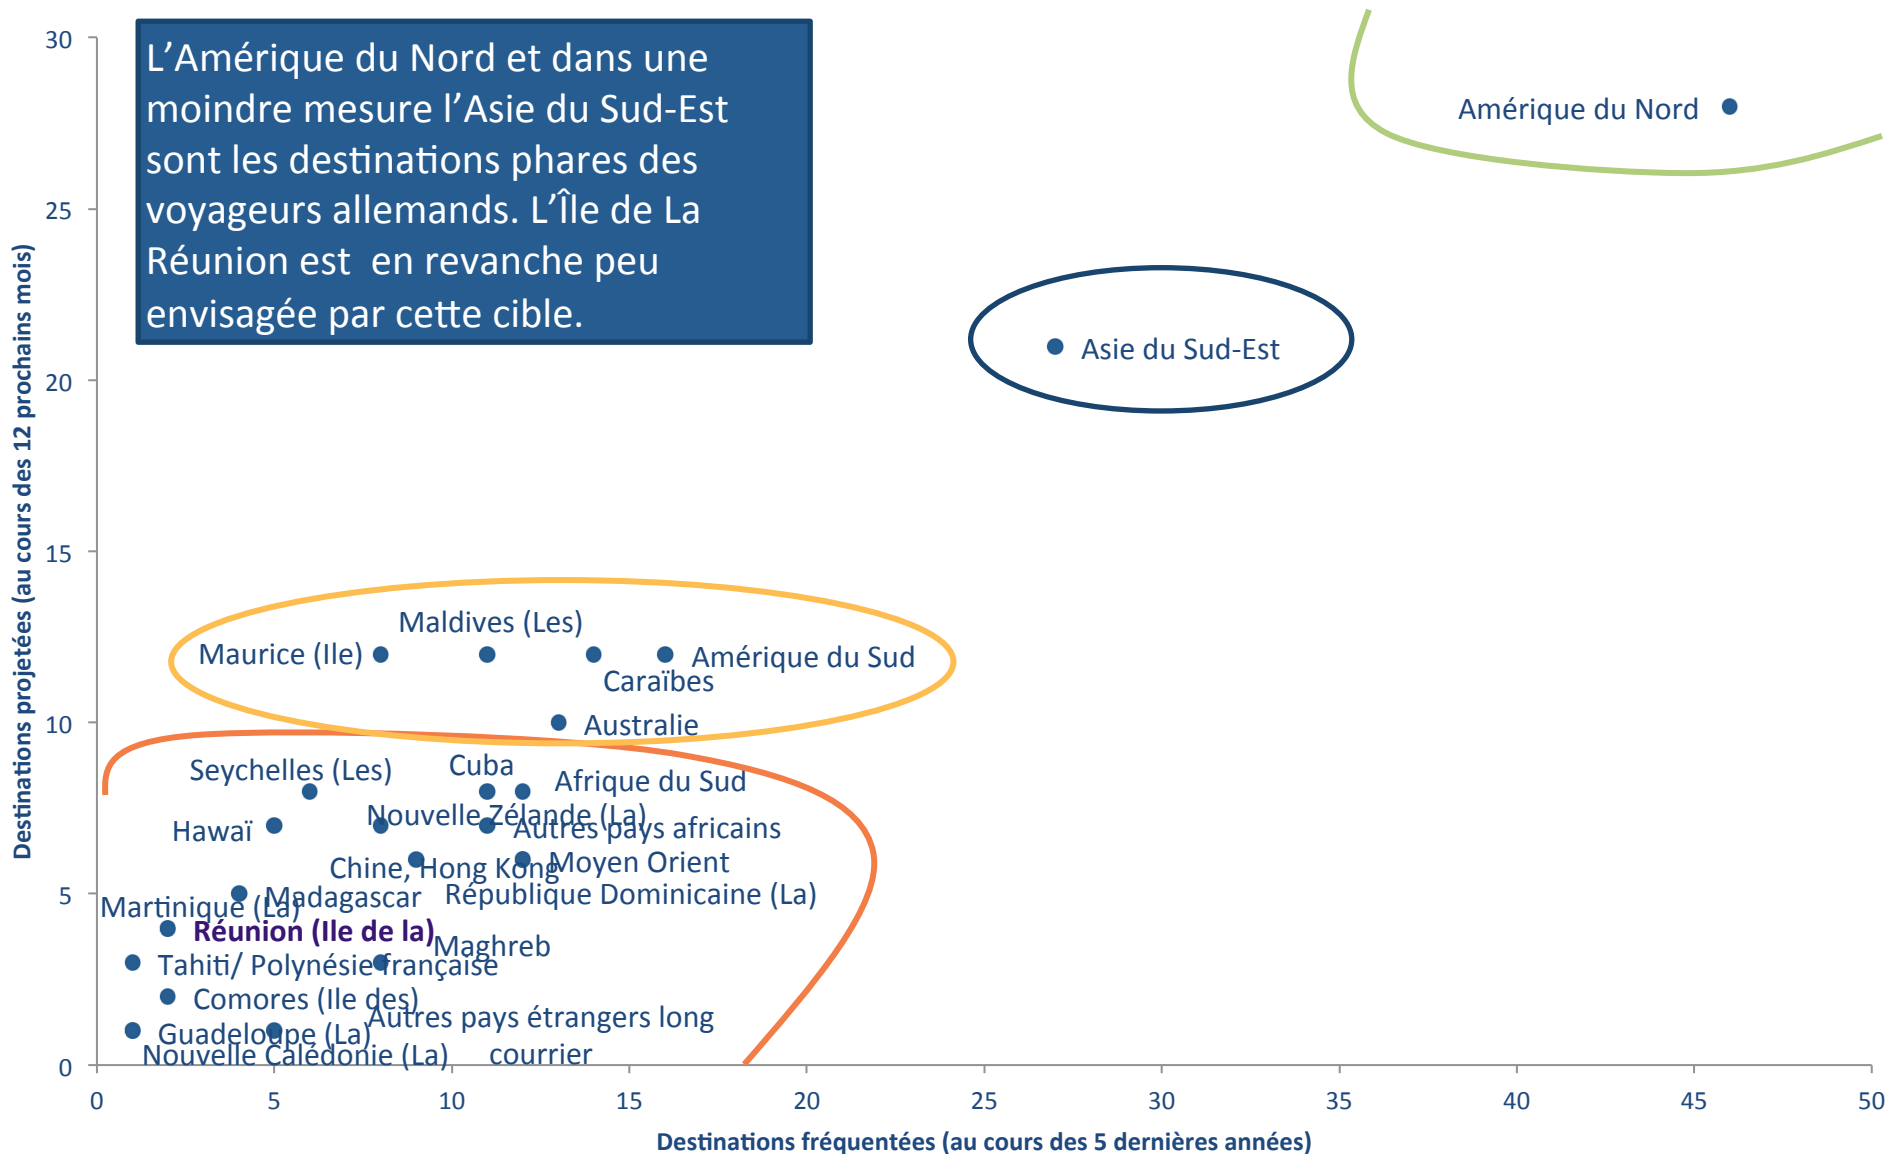 L’Amérique du Nord et dans une
moindre mesure l’Asie du Sud-Est
sont les destinations phares des
voyageurs allemands. L’Île de La
Réunion est  en revanche peu
envisagée par cette cible.
Destinations projetées (au cours des 12 prochains mois)
30
25
20
15
10
5
0
Amérique du Nord
Asie du Sud-Est
Maldives (Les)
Maurice (Ile)
Amérique du Sud
Caraïbes
Australie
Cuba
Seychelles (Les)
Afrique du Sud
Nouvelle Zélande (La)
Hawaï
Autres pays africains
Moyen Orient
Chine, Hong Kong
République Dominicaine (La)
Madagascar
Martinique (La)
Réunion (Ile de la)
Maghreb
Tahiti/ Polynésie française
Comores (Ile des)
Autres pays étrangers long
courrier
Guadeloupe (La)
Nouvelle Calédonie (La)
0
5
10
15
20
25
30
35
40
45
50
Destinations fréquentées (au cours des 5 dernières années)